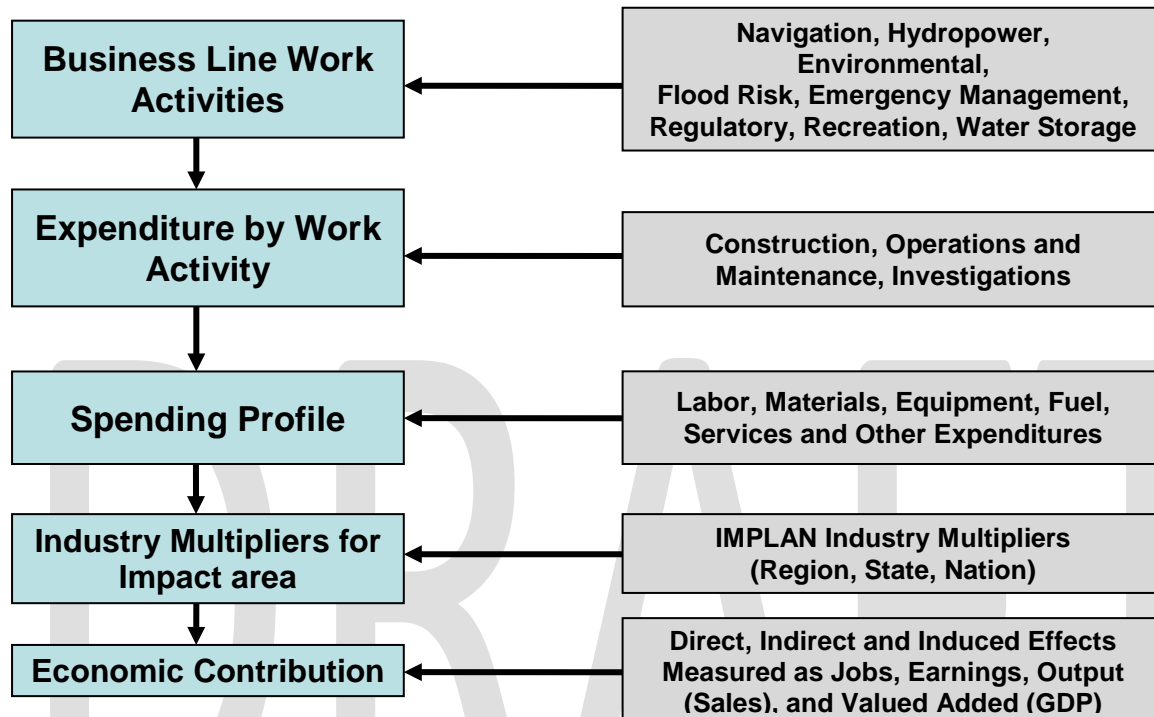 Business Line Work
Activities
Navigation, Hydropower,
Environmental,
Flood Risk, Emergency Management,
Regulatory, Recreation, Water Storage
Expenditure by Work
Activity
Construction, Operations and
Maintenance, Investigations
Spending Profile
Labor, Materials, Equipment, Fuel,
Services and Other Expenditures
Industry Multipliers for
Impact area
IMPLAN Industry Multipliers
(Region, State, Nation)
Economic Contribution
Direct, Indirect and Induced Effects
Measured as Jobs, Earnings, Output
(Sales), and Valued Added (GDP)
DRAFT